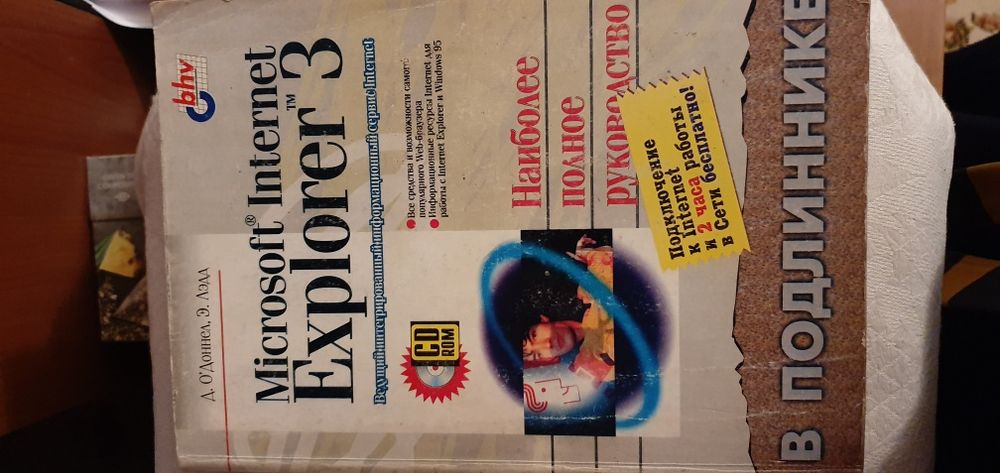 Д. О'Доннел, Э. Лэдд
bhv
Microsoft® Internet
Explorer™ 3
Ведущий интегрированный информационный сервис Internet
Все средства и возможности самого
популярного Web-браузера
Информационные ресурсы Internet для
работы с Internet Explorer и Windows 95
CD
ROM
Наиболее
полное
руководство
Подключение
к Internet
и 2 часа работы
в Сети бесплатно!
В ПОДЛИННИКЕ